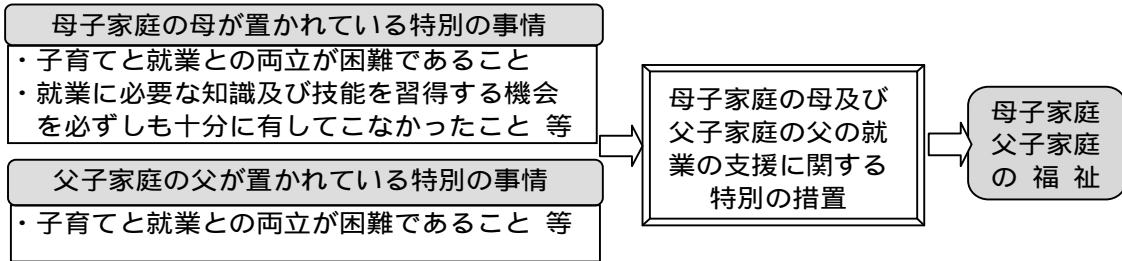 母子家庭の母が置かれている特別の事情
・子育てと就業との両立が困難であること
・就業に必要な知識及び技能を習得する機会
を必ずしも十分に有してこなかったこと 等
父子家庭の父が置かれている特別の事情
・子育てと就業との両立が困難であること 等
母子家庭の母及び
父子家庭の父の就
業の支援に関する
特別の措置
母子家庭
父子家庭
の 福 祉